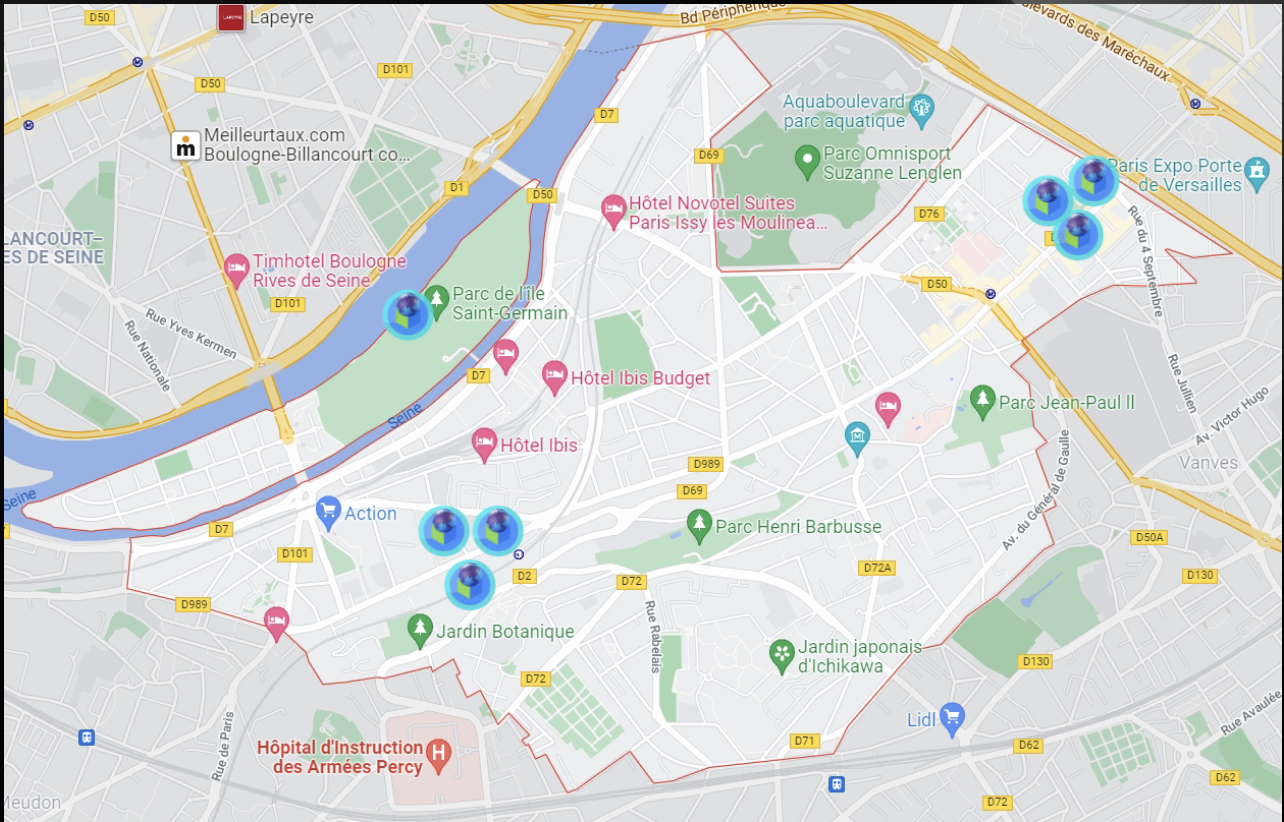 D50
LAPEYRE
Lapeyre
Bd Périphérique
D101
D50
D7
Meilleurtaux.com
Boulogne-Billancourt co...
Aquaboulevard
parc aquatique
levards des Maréchaux
D69
Parc Omnisport
Suzanne Lenglen
Paris Expo Porte
de Versailles
D1
D50
Hôtel Novotel Suites
Paris Issy les Moulinea...
D76
LANCOURT–
ES DE SEINE
Timhotel Boulogne
Rives de Seine
D101
Rue du 4 Septembre
Parc de l'île
Saint-Germain
D50
Rue Yves Kermen
Rue Nationale
D7
Hôtel Ibis Budget
Rue Jullien
Parc Jean-Paul II
Av. Victor Hugo
Seine
Hôtel Ibis
Av. du Général de Gaulle
Vanves
D989
D69
Seine
Action
D7
Parc Henri Barbusse
D50A
D101
D2
D72
D72A
D130
D989
Jardin Botanique
Rue Rabelais
Jardin japonais
d'Ichikawa
D130
D72
Rue de Paris
Lidl
Rue Avaulée
Hôpital d'Instruction
des Armées Percy
H
D71
D62
D62
Meudon
D72